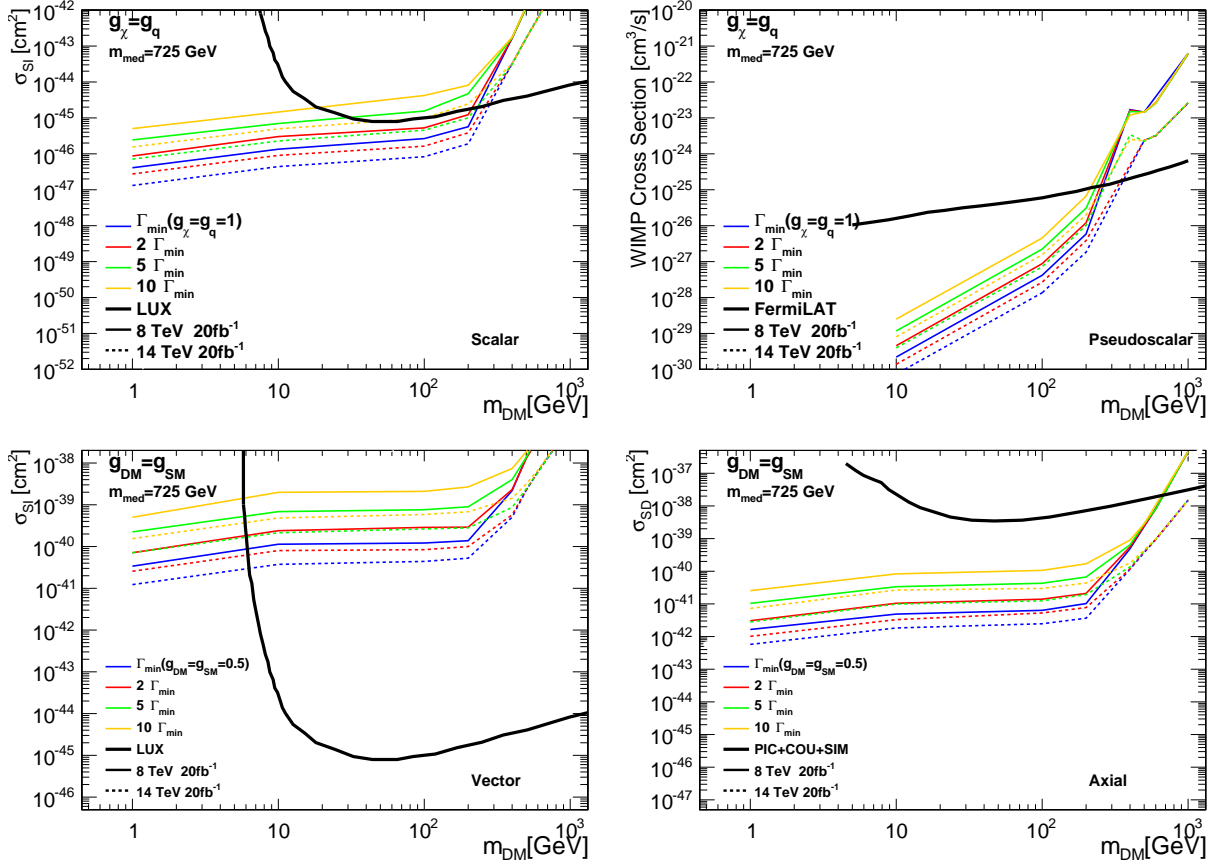 σ_SI [cm²]
10⁻⁴²
10⁻⁴³
10⁻⁴⁴
10⁻⁴⁵
10⁻⁴⁶
10⁻⁴⁷
10⁻⁴⁸
10⁻⁴⁹
10⁻⁵⁰
10⁻⁵¹
10⁻⁵²
g_χ=g_q
m_med=725 GeV
Γ_min(g_χ=g_q=1)
2 Γ_min
5 Γ_min
10 Γ_min
LUX
8 TeV 20fb⁻¹
14 TeV 20fb⁻¹
Scalar
1 10 10² 10³
m_DM[GeV]
WIMP Cross Section [cm³/s]
10⁻²⁰
10⁻²¹
10⁻²²
10⁻²³
10⁻²⁴
10⁻²⁵
10⁻²⁶
10⁻²⁷
10⁻²⁸
10⁻²⁹
10⁻³⁰
g_χ=g_q
m_med=725 GeV
Γ_min(g_χ=g_q=1)
2 Γ_min
5 Γ_min
10 Γ_min
FermiLAT
8 TeV 20fb⁻¹
14 TeV 20fb⁻¹
Pseudoscalar
1 10 10² 10³
m_DM[GeV]
σ_SI [cm²]
10⁻³⁸
10⁻³⁹
10⁻⁴⁰
10⁻⁴¹
10⁻⁴²
10⁻⁴³
10⁻⁴⁴
10⁻⁴⁵
10⁻⁴⁶
g_DM=g_SM
m_med=725 GeV
Γ_min(g_DM=g_SM=0.5)
2 Γ_min
5 Γ_min
10 Γ_min
LUX
8 TeV 20fb⁻¹
14 TeV 20fb⁻¹
Vector
1 10 10² 10³
m_DM[GeV]
σ_SD [cm²]
10⁻³⁷
10⁻³⁸
10⁻³⁹
10⁻⁴⁰
10⁻⁴¹
10⁻⁴²
10⁻⁴³
10⁻⁴⁴
10⁻⁴⁵
10⁻⁴⁶
10⁻⁴⁷
g_DM=g_SM
m_med=725 GeV
Γ_min(g_DM=g_SM=0.5)
2 Γ_min
5 Γ_min
10 Γ_min
PIC+COU+SIM
8 TeV 20fb⁻¹
14 TeV 20fb⁻¹
Axial
1 10 10² 10³
m_DM[GeV]